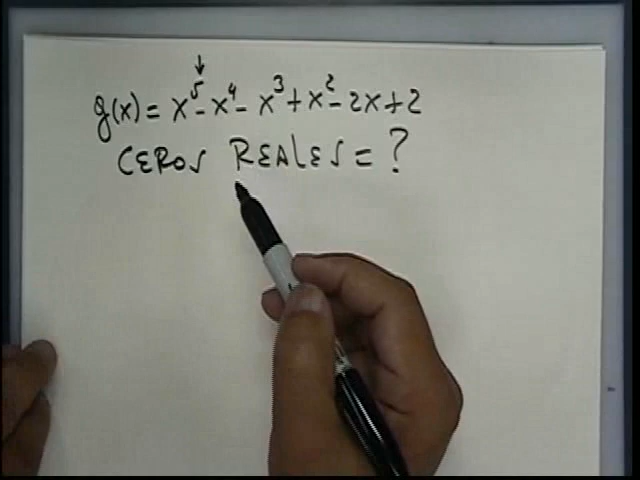 g(x) = x⁵ - x⁴ - x³ + x² - 2x + 2
CEROS REALES = ?